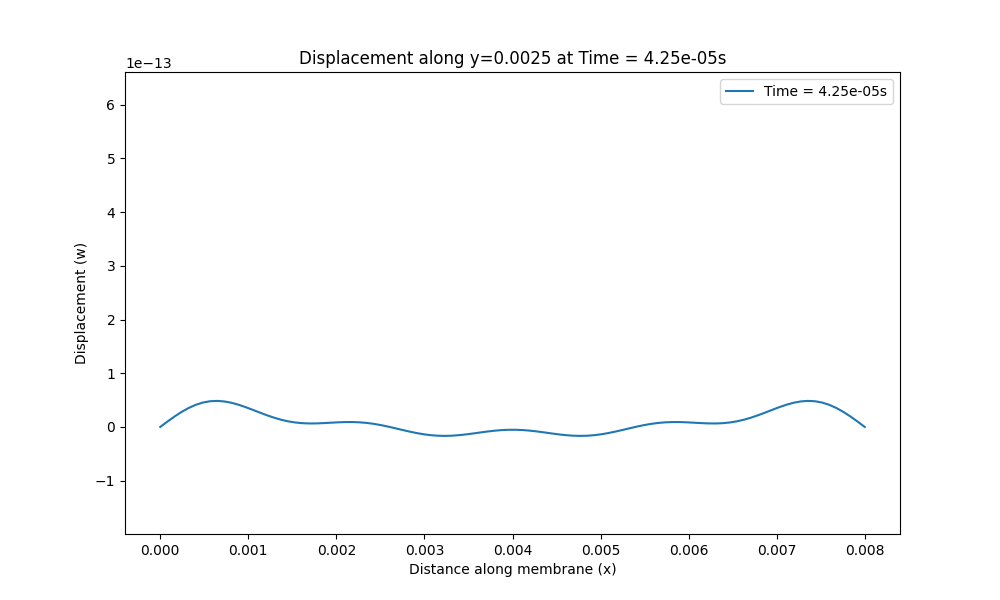 Displacement along y=0.0025 at Time = 4.25e-05s
1e−13
Time = 4.25e-05s
6
5
4
3
2
1
0
−1
Displacement (w)
0.000 0.001 0.002 0.003 0.004 0.005 0.006 0.007 0.008
Distance along membrane (x)